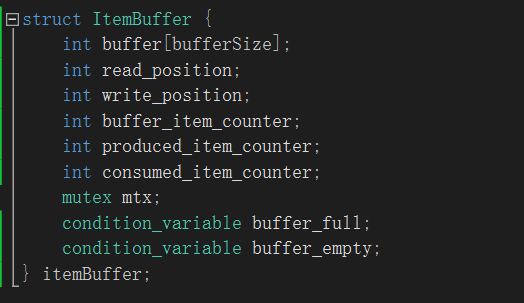 struct ItemBuffer {
    int buffer[bufferSize];
    int read_position;
    int write_position;
    int buffer_item_counter;
    int produced_item_counter;
    int consumed_item_counter;
    mutex mtx;
    condition_variable buffer_full;
    condition_variable buffer_empty;
} itemBuffer;